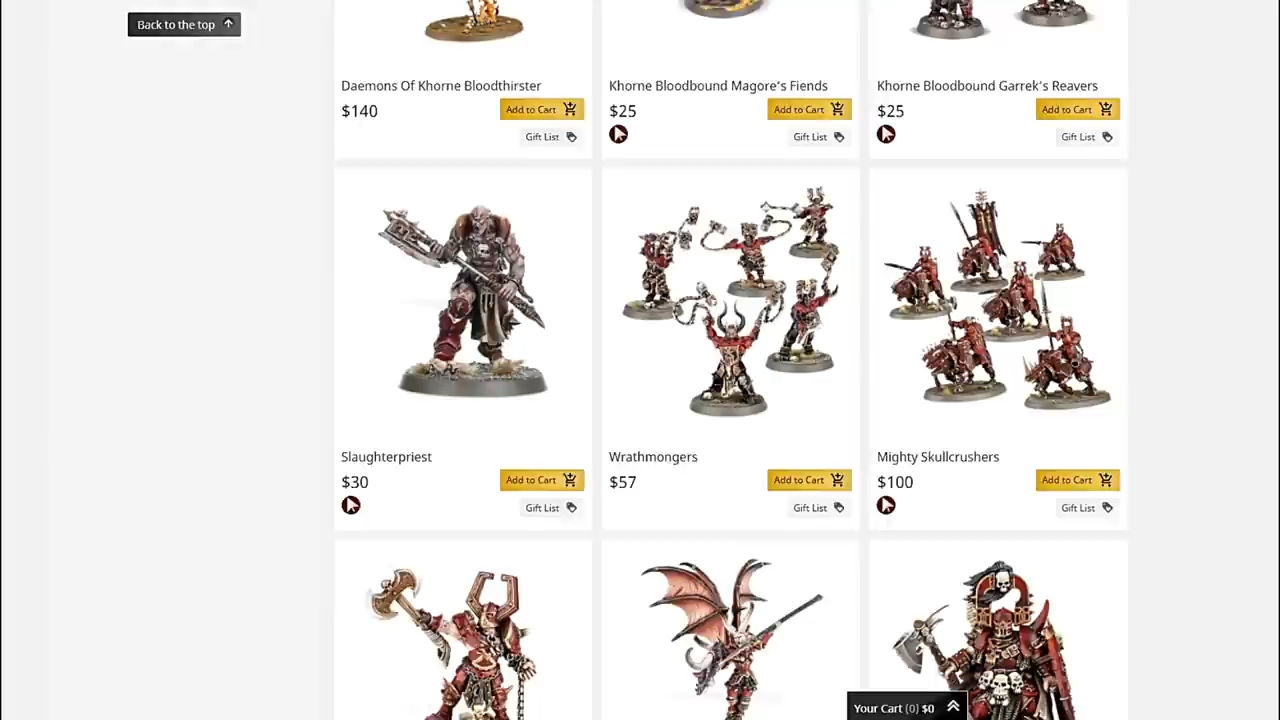 Back to the top
Daemons Of Khorne Bloodthirster
$140
Add to Cart
Gift List
Khorne Bloodbound Magore's Fiends
$25
Add to Cart
Gift List
Khorne Bloodbound Garrek's Reavers
$25
Add to Cart
Gift List
Slaughterpriest
$30
Add to Cart
Gift List
Wrathmongers
$57
Add to Cart
Gift List
Mighty Skullcrushers
$100
Add to Cart
Gift List
Your Cart (0) $0